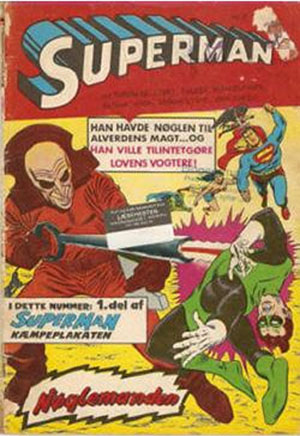 SUPERMAN
HAN HAVDE NØGLEN TIL
ALVERDENS MAGT...OG
HAN VILLE TILINTETGØRE
LOVENS VOGTERE!
I DETTE NUMMER: 1. del af
SUPERMAN
KÆMPEPLAKATEN
Nøglemanden